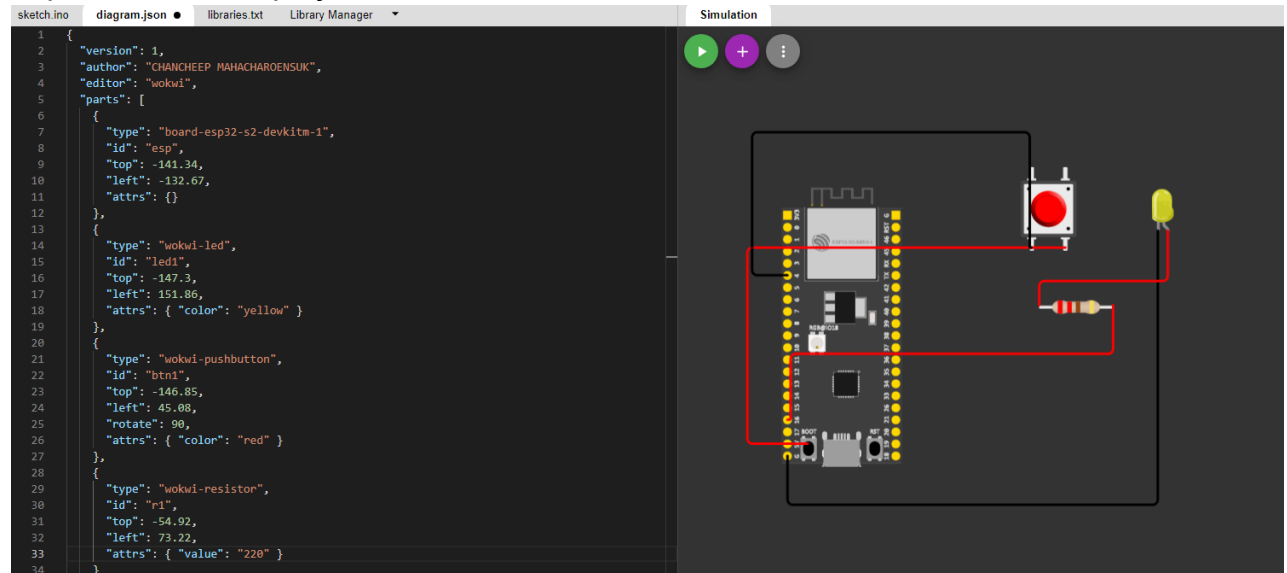 sketch.ino diagram.json ● libraries.txt Library Manager Simulation
1 {
2 "version": 1,
3 "author": "CHANCHEEP MAHACHAROENSUK",
4 "editor": "wokwi",
5 "parts": [
6 {
7 "type": "board-esp32-s2-devkitm-1",
8 "id": "esp",
9 "top": -141.34,
10 "left": -132.67,
11 "attrs": {}
12 },
13 {
14 "type": "wokwi-led",
15 "id": "led1",
16 "top": -147.3,
17 "left": 151.86,
18 "attrs": { "color": "yellow" }
19 },
20 {
21 "type": "wokwi-pushbutton",
22 "id": "btn1",
23 "top": -146.85,
24 "left": 45.08,
25 "rotate": 90,
26 "attrs": { "color": "red" }
27 },
28 {
29 "type": "wokwi-resistor",
30 "id": "r1",
31 "top": -54.92,
32 "left": 73.22,
33 "attrs": { "value": "220" }
34 }
BOOT RST